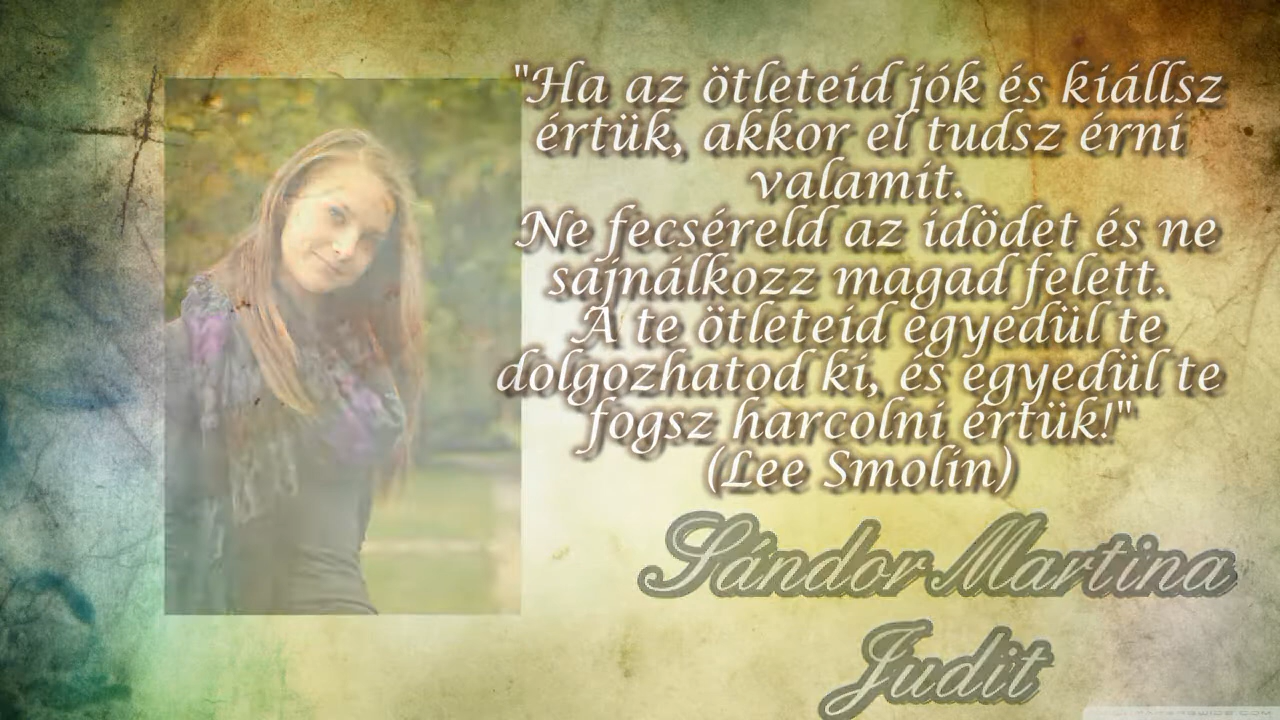 "Ha az ötleteid jók és kiállsz
értük, akkor el tudsz érni
valamit.
Ne fecséreld az idödet és ne
sajnálkozz magad felett.
A te ötleteid egyedül te
dolgozhatod ki, és egyedül te
fogsz harcolni értük!"
(Lee Smolin)
Sándor Martina
Judit